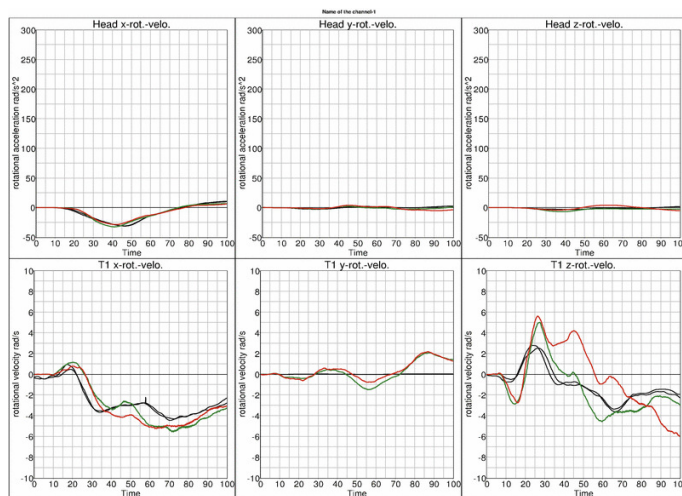 Name of the channel-1
Head x-rot.-velo.
rotational acceleration rad/s^2
300
250
200
150
100
50
0
-50
0 10 20 30 40 50 60 70 80 90 100
Time
Head y-rot.-velo.
rotational acceleration rad/s^2
300
250
200
150
100
50
0
-50
0 10 20 30 40 50 60 70 80 90 100
Time
Head z-rot.-velo.
rotational acceleration rad/s^2
300
250
200
150
100
50
0
-50
0 10 20 30 40 50 60 70 80 90 100
Time
T1 x-rot.-velo.
rotational velocity rad/s
10
8
6
4
2
0
-2
-4
-6
-8
-10
0 10 20 30 40 50 60 70 80 90 100
Time
T1 y-rot.-velo.
rotational velocity rad/s
10
8
6
4
2
0
-2
-4
-6
-8
-10
0 10 20 30 40 50 60 70 80 90 100
Time
T1 z-rot.-velo.
rotational velocity rad/s
10
8
6
4
2
0
-2
-4
-6
-8
-10
0 10 20 30 40 50 60 70 80 90 100
Time